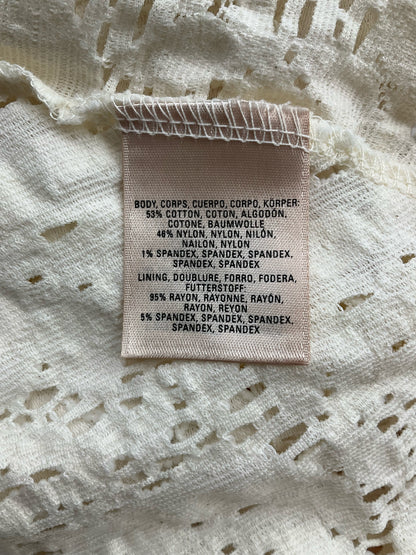 BODY, CORPS, CUERPO, CORPO, KÖRPER:
53% COTTON, COTON, ALGODÓN,
COTONE, BAUMWOLLE
46% NYLON, NYLON, NILÓN,
NAILON, NYLON
1% SPANDEX, SPANDEX, SPANDEX,
SPANDEX, SPANDEX
LINING, DOUBLURE, FORRO, FODERA
FUTTERSTOFF:
95% RAYON, RAYONNE, RAYÓN,
RAYON, REYON
5% SPANDEX, SPANDEX, SPANDEX,
SPANDEX, SPANDEX